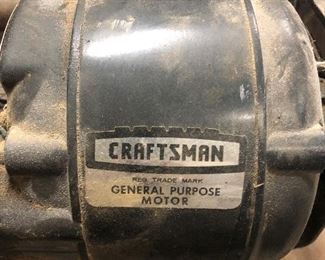 CRAFTSMAN
REG. TRADE MARK
GENERAL PURPOSE
MOTOR